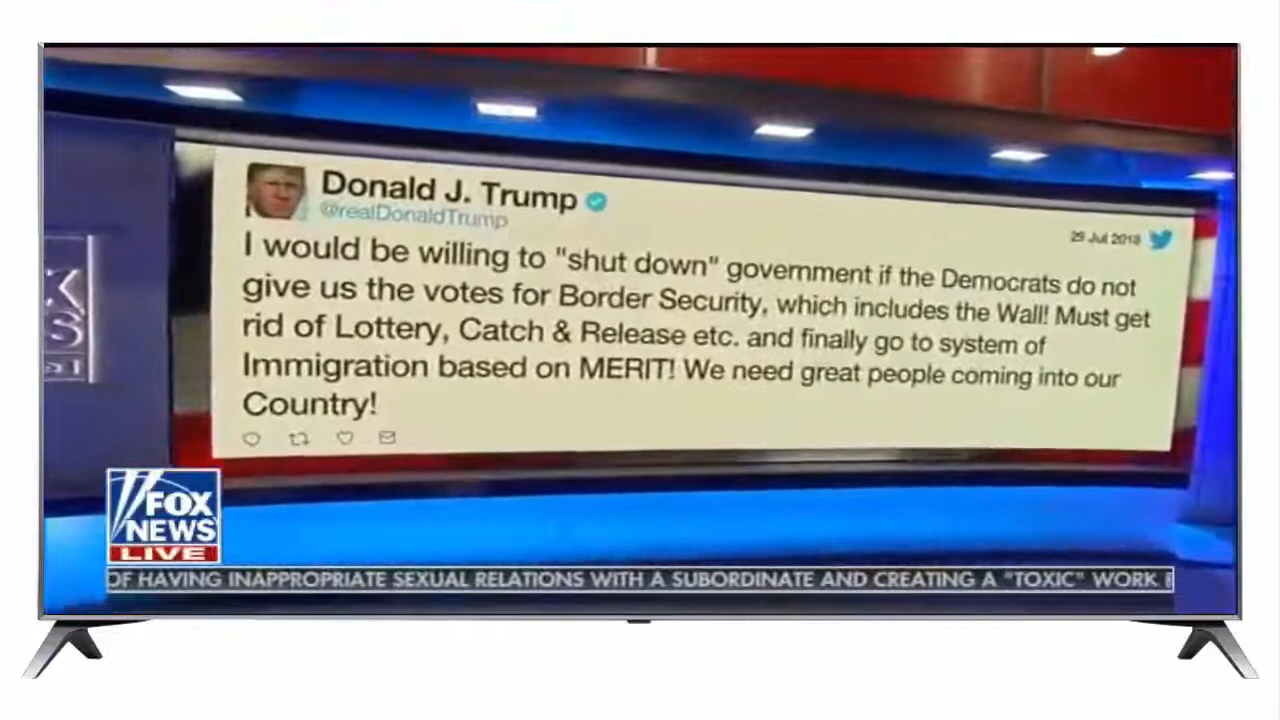 Donald J. Trump
@realDonaldTrump
29 Jul 2018
I would be willing to "shut down" government if the Democrats do not
give us the votes for Border Security, which includes the Wall! Must get
rid of Lottery, Catch & Release etc. and finally go to system of
Immigration based on MERIT! We need great people coming into our
Country!
FOX
NEWS
LIVE
OF HAVING INAPPROPRIATE SEXUAL RELATIONS WITH A SUBORDINATE AND CREATING A "TOXIC" WORK